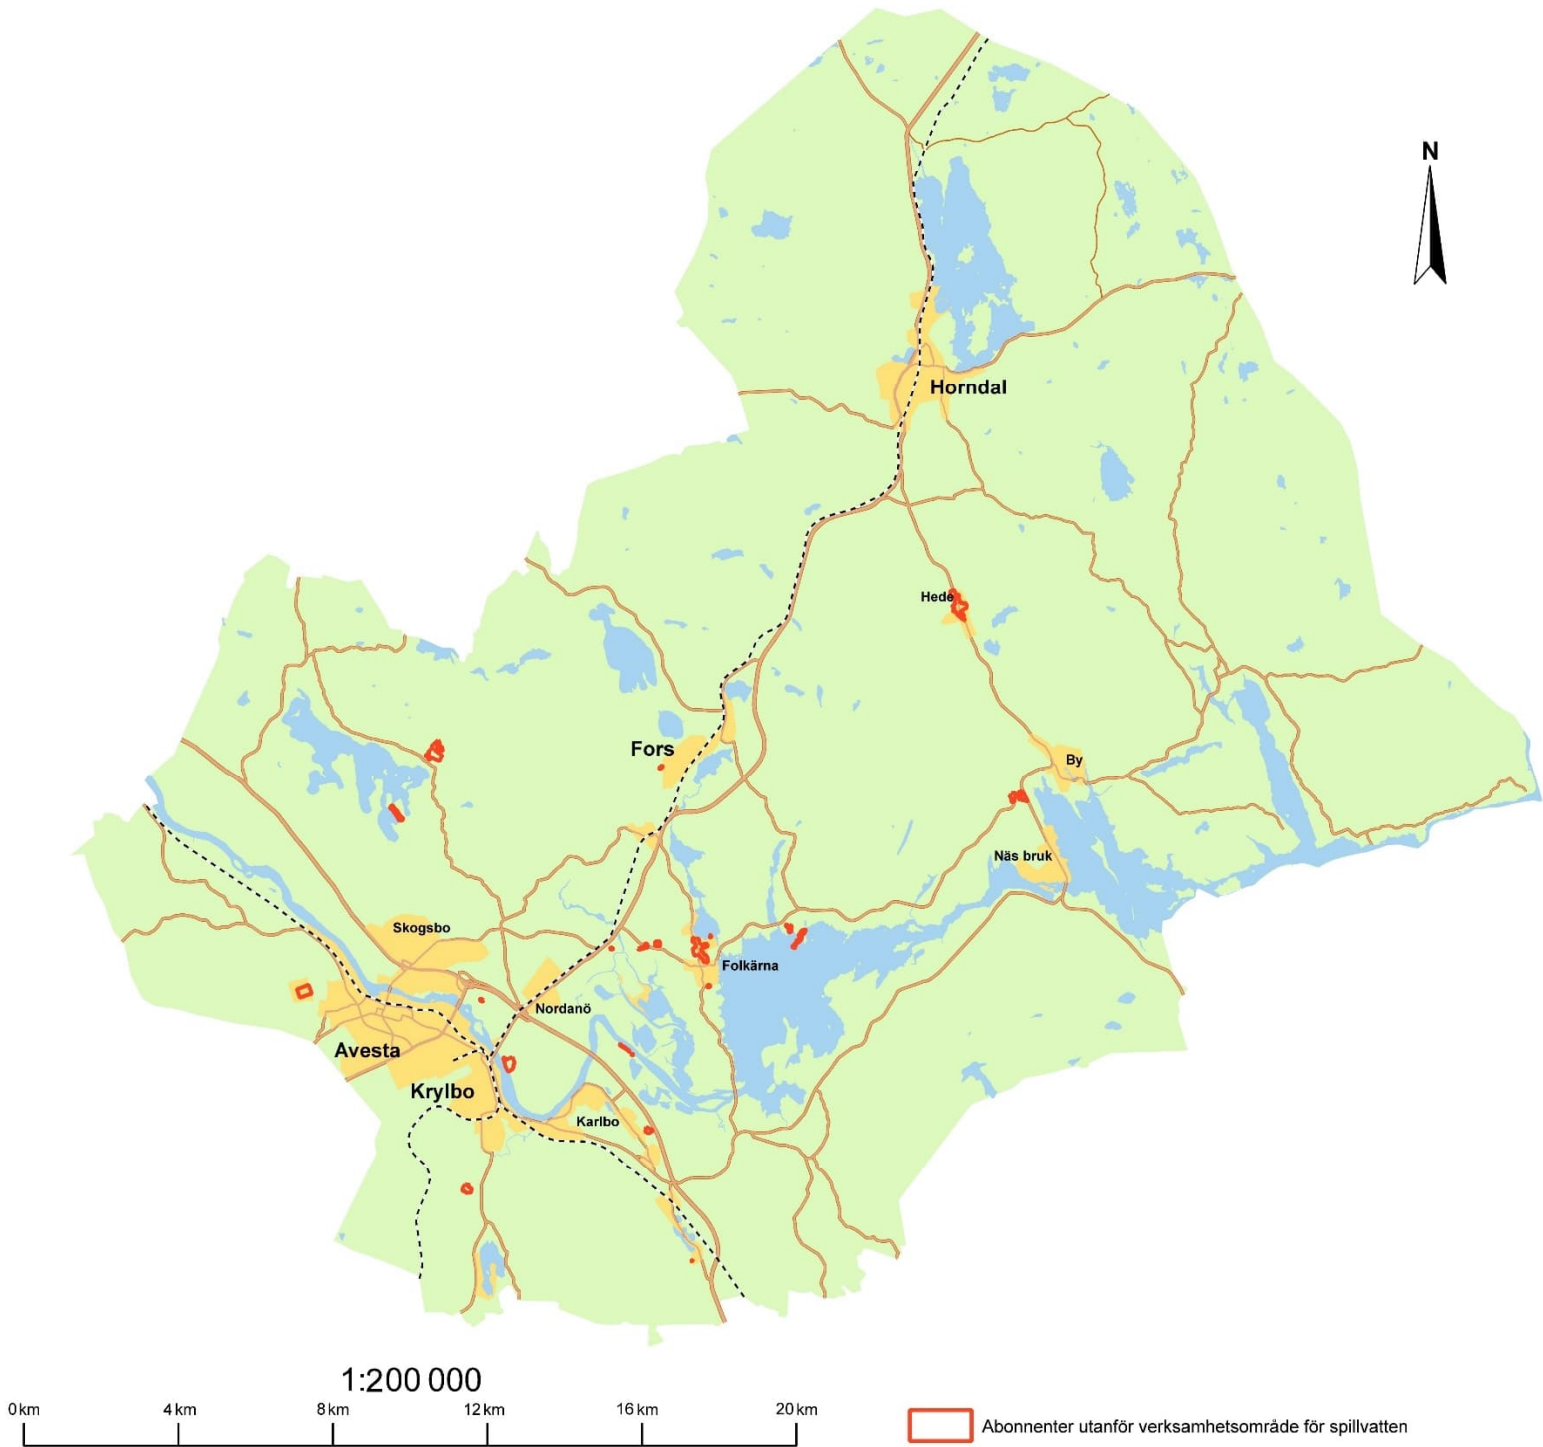 N
Horndal
Hede
Fors
By
Näs bruk
Skogsbo
Folkärna
Nordanö
Avesta
Krylbo
Karlbo
1:200 000
0 km 4 km 8 km 12 km 16 km 20 km
Abonnenter utanför verksamhetsområde för spillvatten